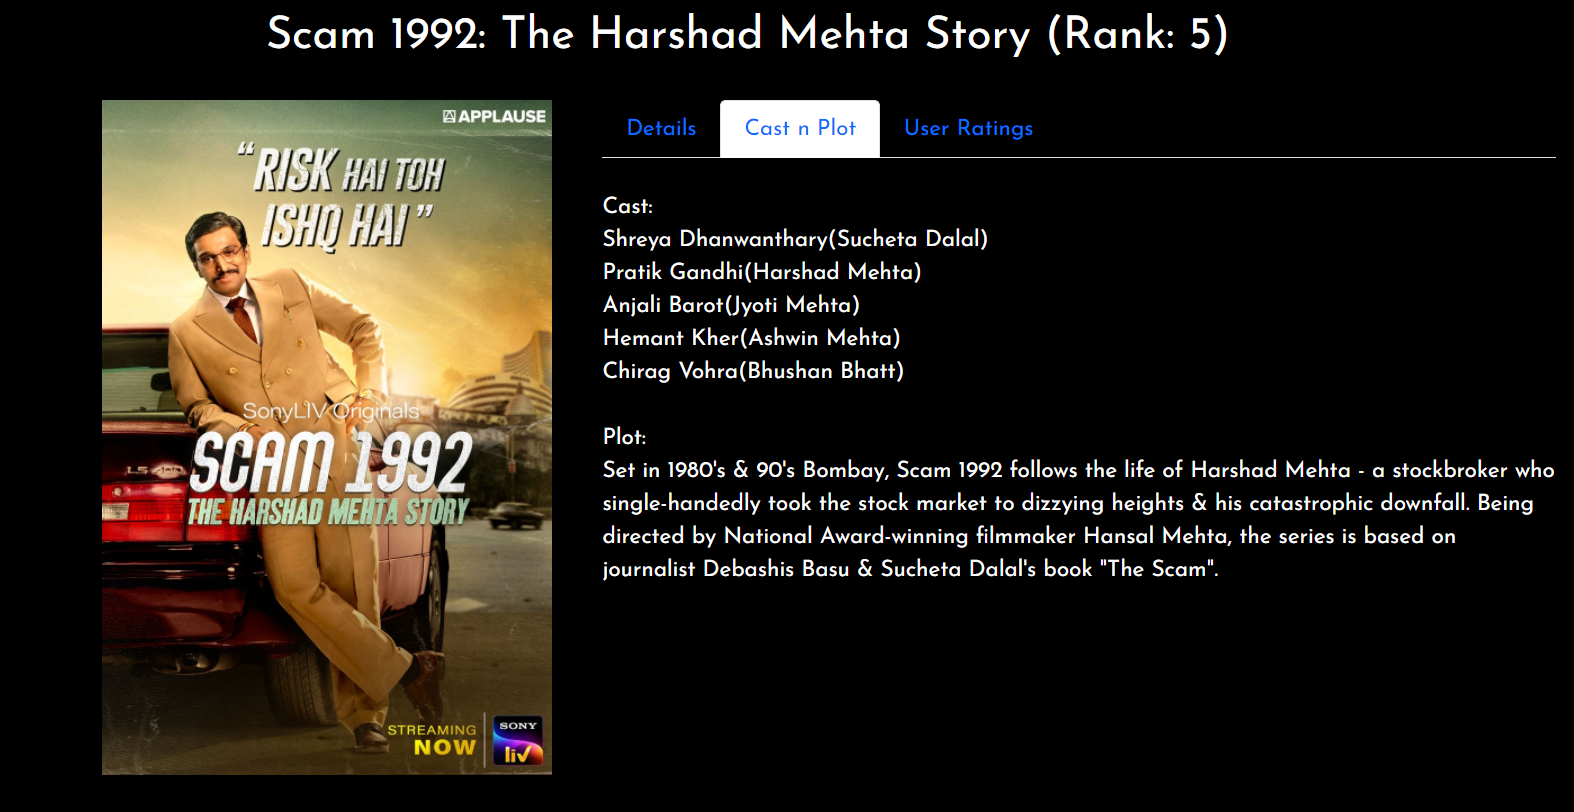 Scam 1992: The Harshad Mehta Story (Rank: 5)
APPLAUSE
“RISK HAI TOH
ISHQ HAI”
SonyLIV Originals
LS 400
SCAM 1992
THE HARSHAD MEHTA STORY
STREAMING
NOW
SONY
liv
Details
Cast n Plot
User Ratings
Cast:
Shreya Dhanwanthary(Sucheta Dalal)
Pratik Gandhi(Harshad Mehta)
Anjali Barot(Jyoti Mehta)
Hemant Kher(Ashwin Mehta)
Chirag Vohra(Bhushan Bhatt)
Plot:
Set in 1980's & 90's Bombay, Scam 1992 follows the life of Harshad Mehta - a stockbroker who
single-handedly took the stock market to dizzying heights & his catastrophic downfall. Being
directed by National Award-winning filmmaker Hansal Mehta, the series is based on
journalist Debashis Basu & Sucheta Dalal's book "The Scam".